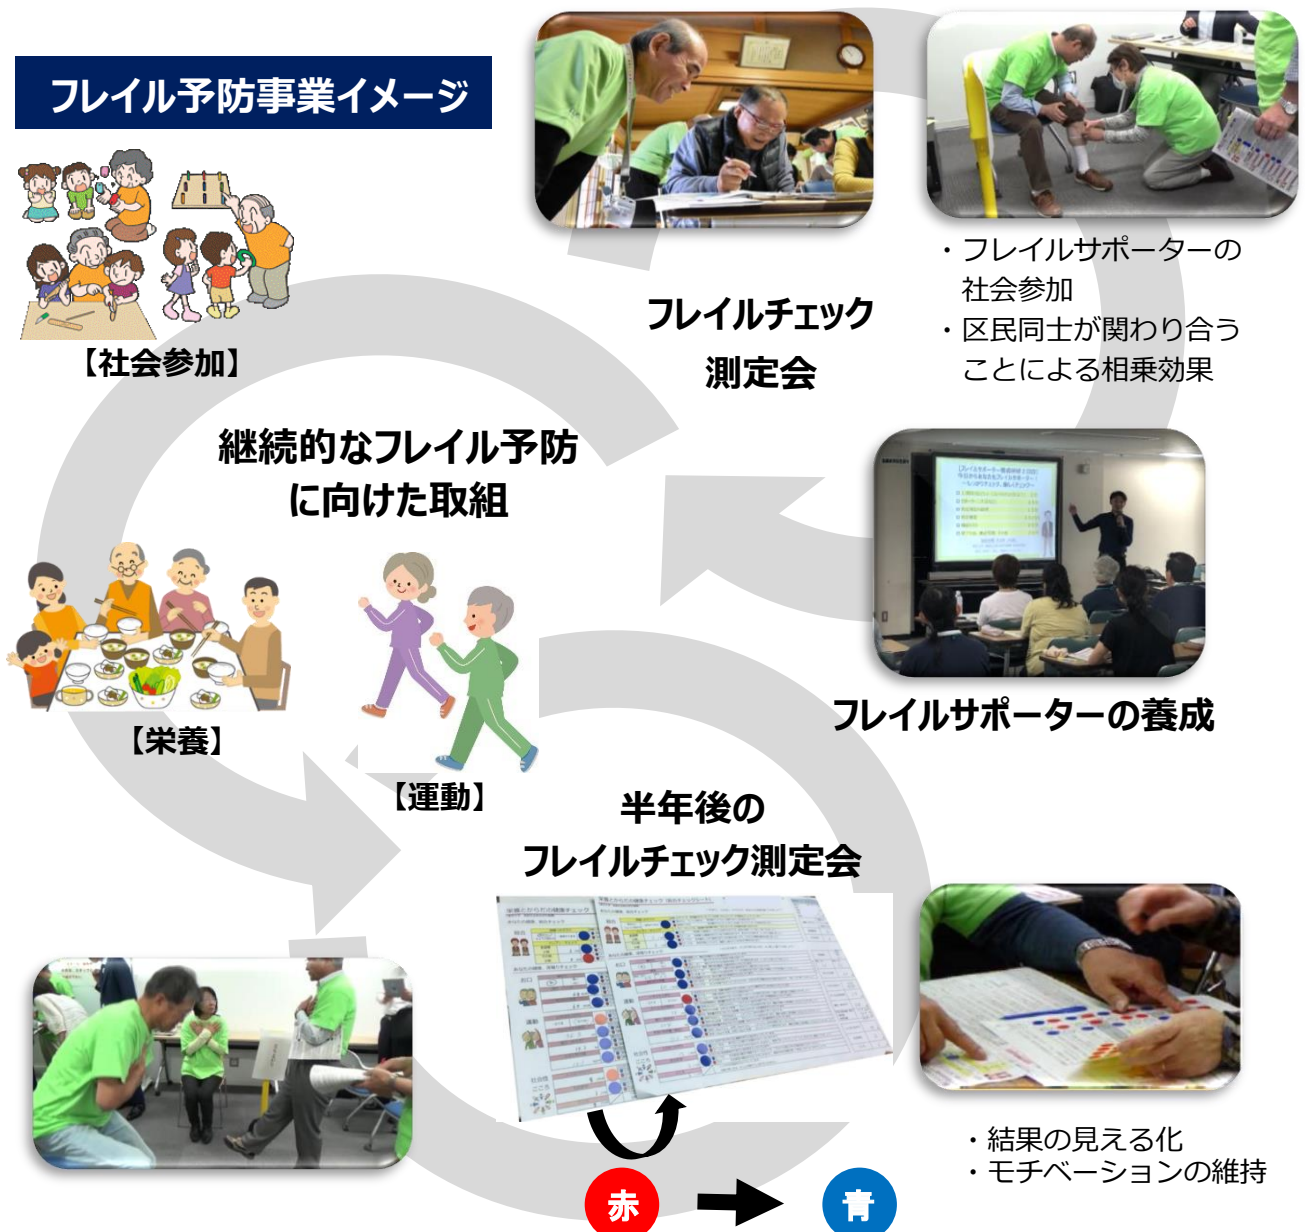 フレイル予防事業イメージ
【社会参加】
フレイルチェック
測定会
・フレイルサポーターの
社会参加
・区民同士が関わり合う
ことによる相乗効果
継続的なフレイル予防
に向けた取組
【栄養】
【運動】
フレイルサポーターの養成
半年後の
フレイルチェック測定会
・結果の見える化
・モチベーションの維持
赤
青